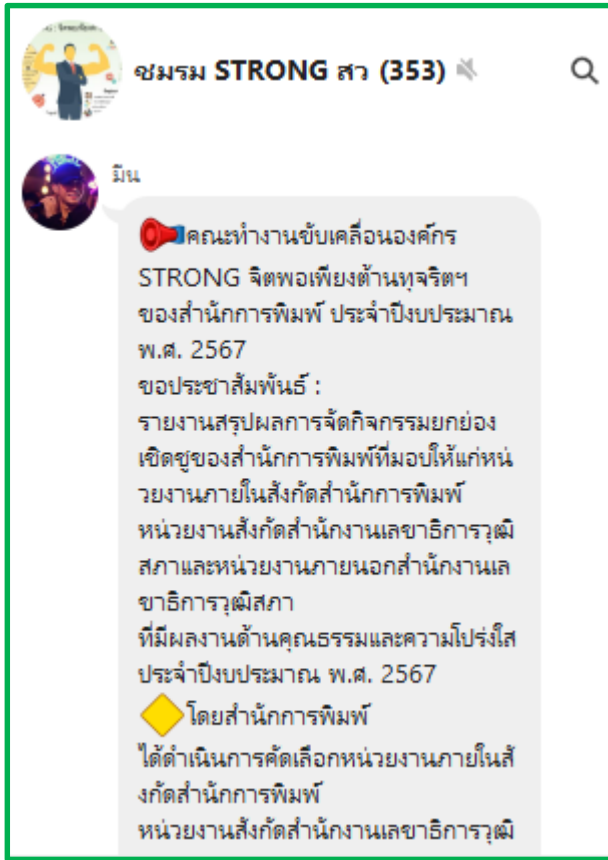 ชมรม STRONG สว (353)
มีน
คณะทำงานขับเคลื่อนองค์กร
STRONG จิตพอเพียงต้านทุจริตฯ
ของสำนักการพิมพ์ ประจำปีงบประมาณ
พ.ศ. 2567
ขอประชาสัมพันธ์ :
รายงานสรุปผลการจัดกิจกรรมยกย่อง
เชิดชูของสำนักการพิมพ์ที่มอบให้แก่หน่
วยงานภายในสังกัดสำนักการพิมพ์
หน่วยงานสังกัดสำนักงานเลขาธิการวุฒิ
สภาและหน่วยงานภายนอกสำนักงานเล
ขาธิการวุฒิสภา
ที่มีผลงานด้านคุณธรรมและความโปร่งใส
ประจำปีงบประมาณ พ.ศ. 2567
โดยสำนักการพิมพ์
ได้ดำเนินการคัดเลือกหน่วยงานภายในสั
งกัดสำนักการพิมพ์
หน่วยงานสังกัดสำนักงานเลขาธิการวุฒิ